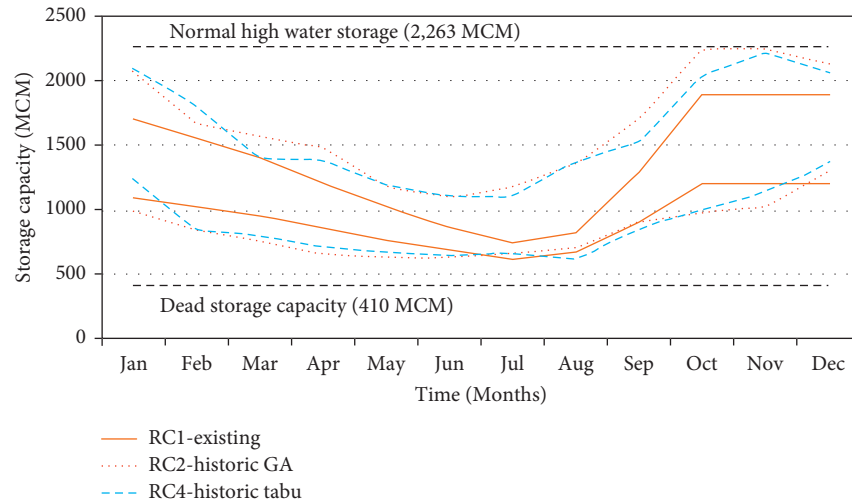 Normal high water storage (2,263 MCM)
2500
2000
1500
1000
500
0
Storage capacity (MCM)
Dead storage capacity (410 MCM)
Jan Feb Mar Apr May Jun Jul Aug Sep Oct Nov Dec
Time (Months)
RC1-existing
RC2-historic GA
RC4-historic tabu